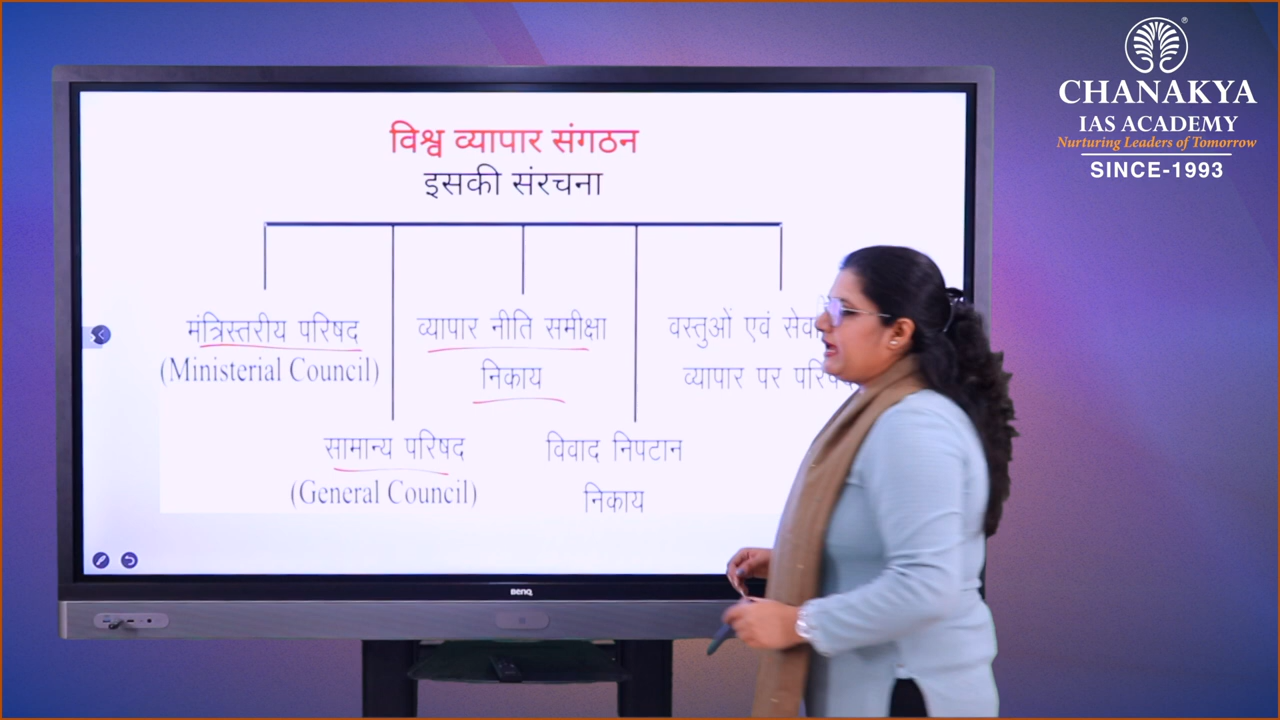 CHANAKYA
IAS ACADEMY
Nurturing Leaders of Tomorrow
SINCE-1993
विश्व व्यापार संगठन
इसकी संरचना
मंत्रिस्तरीय परिषद
(Ministerial Council)
व्यापार नीति समीक्षा
निकाय
वस्तुओं एवं
व्यापार पर
सामान्य परिषद
(General Council)
विवाद निपटान
निकाय
BenQ